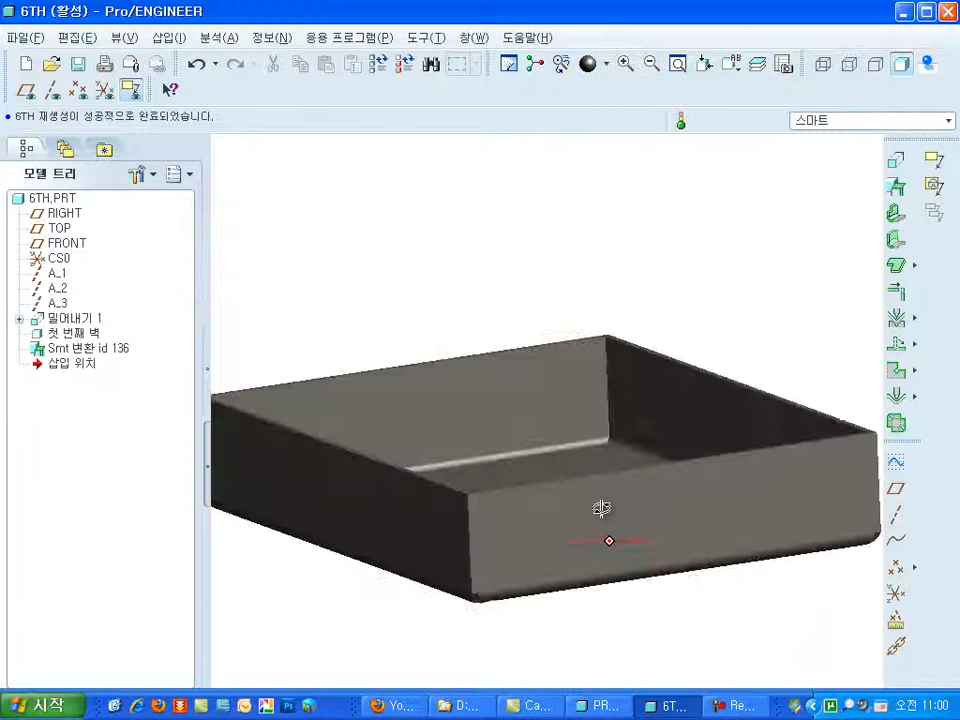 6TH (활성) - Pro/ENGINEER
파일(F) 편집(E) 뷰(V) 삽입(I) 분석(A) 정보(N) 응용 프로그램(P) 도구(T) 창(W) 도움말(H)
• 6TH 재생성이 성공적으로 완료되었습니다.
스마트
모델 트리
6TH.PRT
RIGHT
TOP
FRONT
CS0
A_1
A_2
A_3
밀어내기 1
첫 번째 벽
Smt 변환 id 136
삽입 위치
시작 Yo... D:... Ca... PR... 6T... Re... 오전 11:00